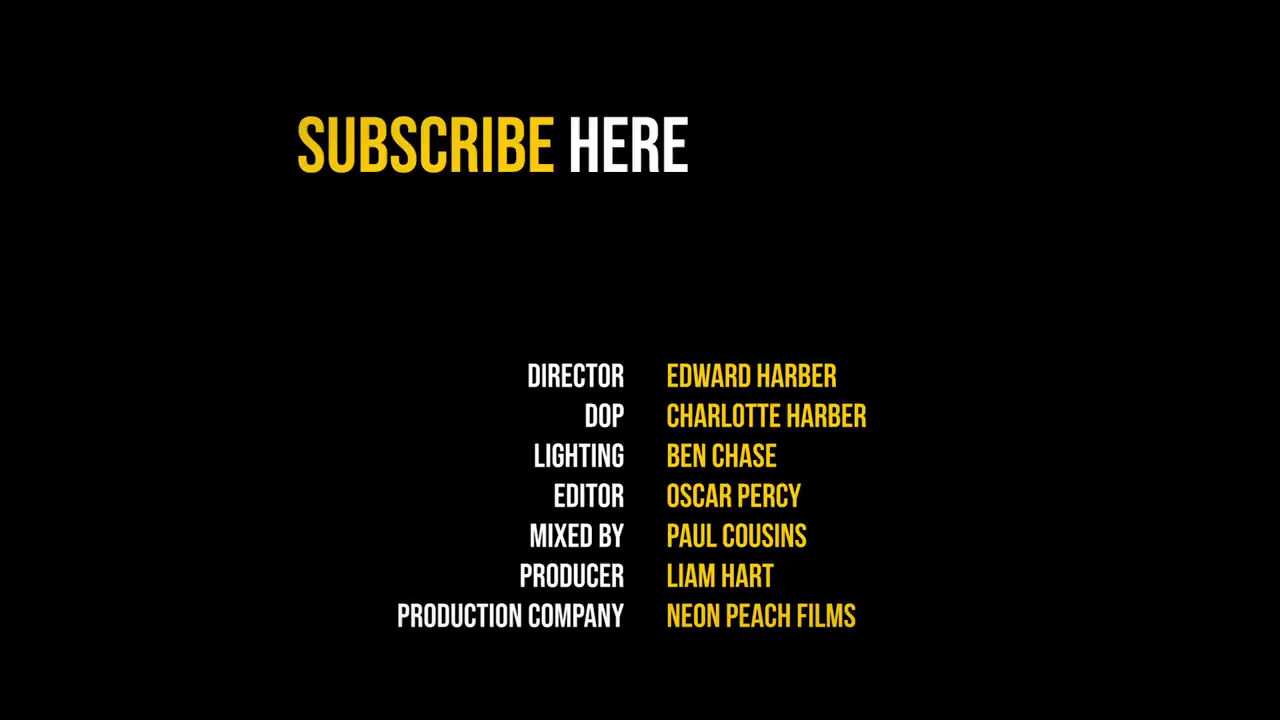 SUBSCRIBE HERE
DIRECTOR EDWARD HARBER
DOP CHARLOTTE HARBER
LIGHTING BEN CHASE
EDITOR OSCAR PERCY
MIXED BY PAUL COUSINS
PRODUCER LIAM HART
PRODUCTION COMPANY NEON PEACH FILMS